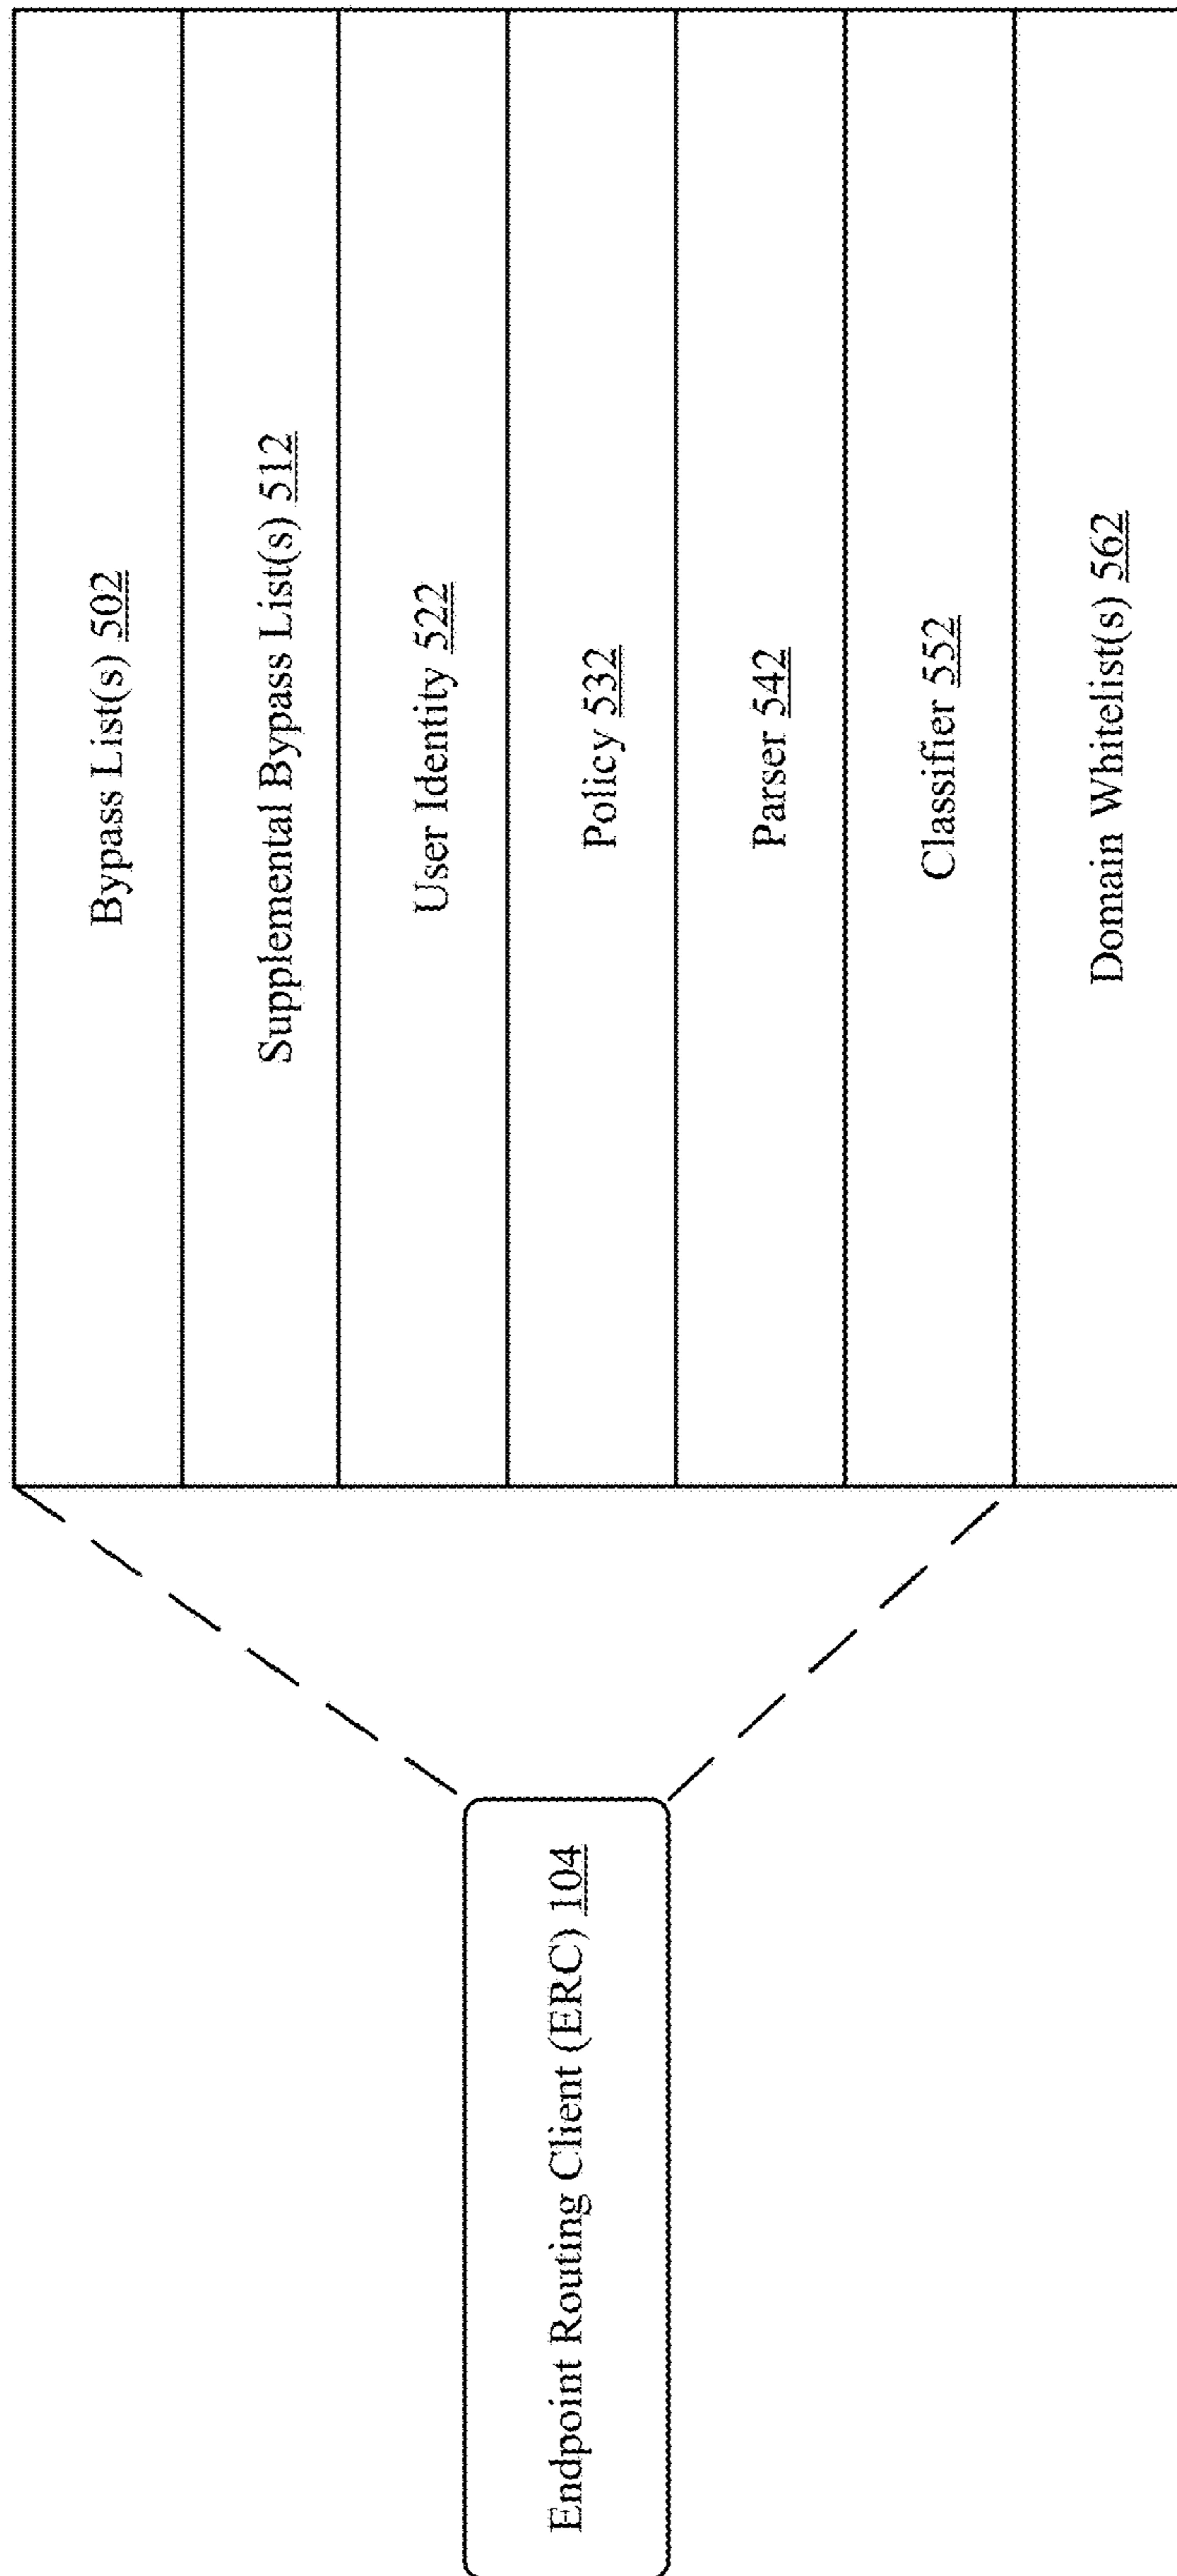 Endpoint Routing Client (ERC) 104
Bypass List(s) 502
Supplemental Bypass List(s) 512
User Identity 522
Policy 532
Parser 542
Classifier 552
Domain Whitelist(s) 562